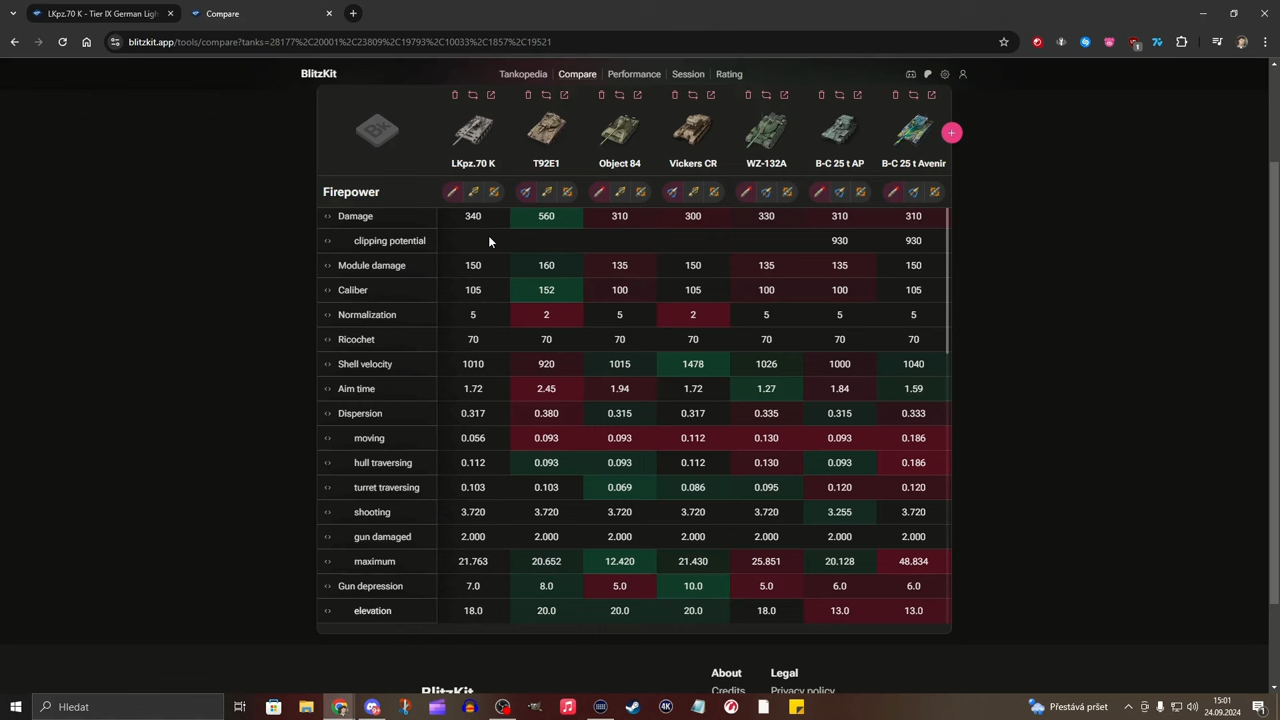 LKpz.70 K - Tier IX German Ligh
Compare
blitzkit.app/tools/compare?tanks=28177%2C20001%2C23809%2C19793%2C10033%2C1857%2C19521
BlitzKit
Tankopedia Compare Performance Session Rating
Bk
LKpz.70 K T92E1 Object 84 Vickers CR WZ-132A B-C 25 t AP B-C 25 t Avenir
Firepower
Damage 340 560 310 300 330 310 310
clipping potential 930 930
Module damage 150 160 135 150 135 135 150
Caliber 105 152 100 105 100 100 105
Normalization 5 2 5 2 5 5 5
Ricochet 70 70 70 70 70 70 70
Shell velocity 1010 920 1015 1478 1026 1000 1040
Aim time 1.72 2.45 1.94 1.72 1.27 1.84 1.59
Dispersion 0.317 0.380 0.315 0.317 0.335 0.315 0.333
moving 0.056 0.093 0.093 0.112 0.130 0.093 0.186
hull traversing 0.112 0.093 0.093 0.112 0.130 0.093 0.186
turret traversing 0.103 0.103 0.069 0.086 0.095 0.120 0.120
shooting 3.720 3.720 3.720 3.720 3.720 3.255 3.720
gun damaged 2.000 2.000 2.000 2.000 2.000 2.000 2.000
maximum 21.763 20.652 12.420 21.430 25.851 20.128 48.834
Gun depression 7.0 8.0 5.0 10.0 5.0 6.0 6.0
elevation 18.0 20.0 20.0 20.0 18.0 13.0 13.0
About Legal
BlitzKit
Credits Privacy policy
Hledat
4K
Přestává pršet
15:01
24.09.2024